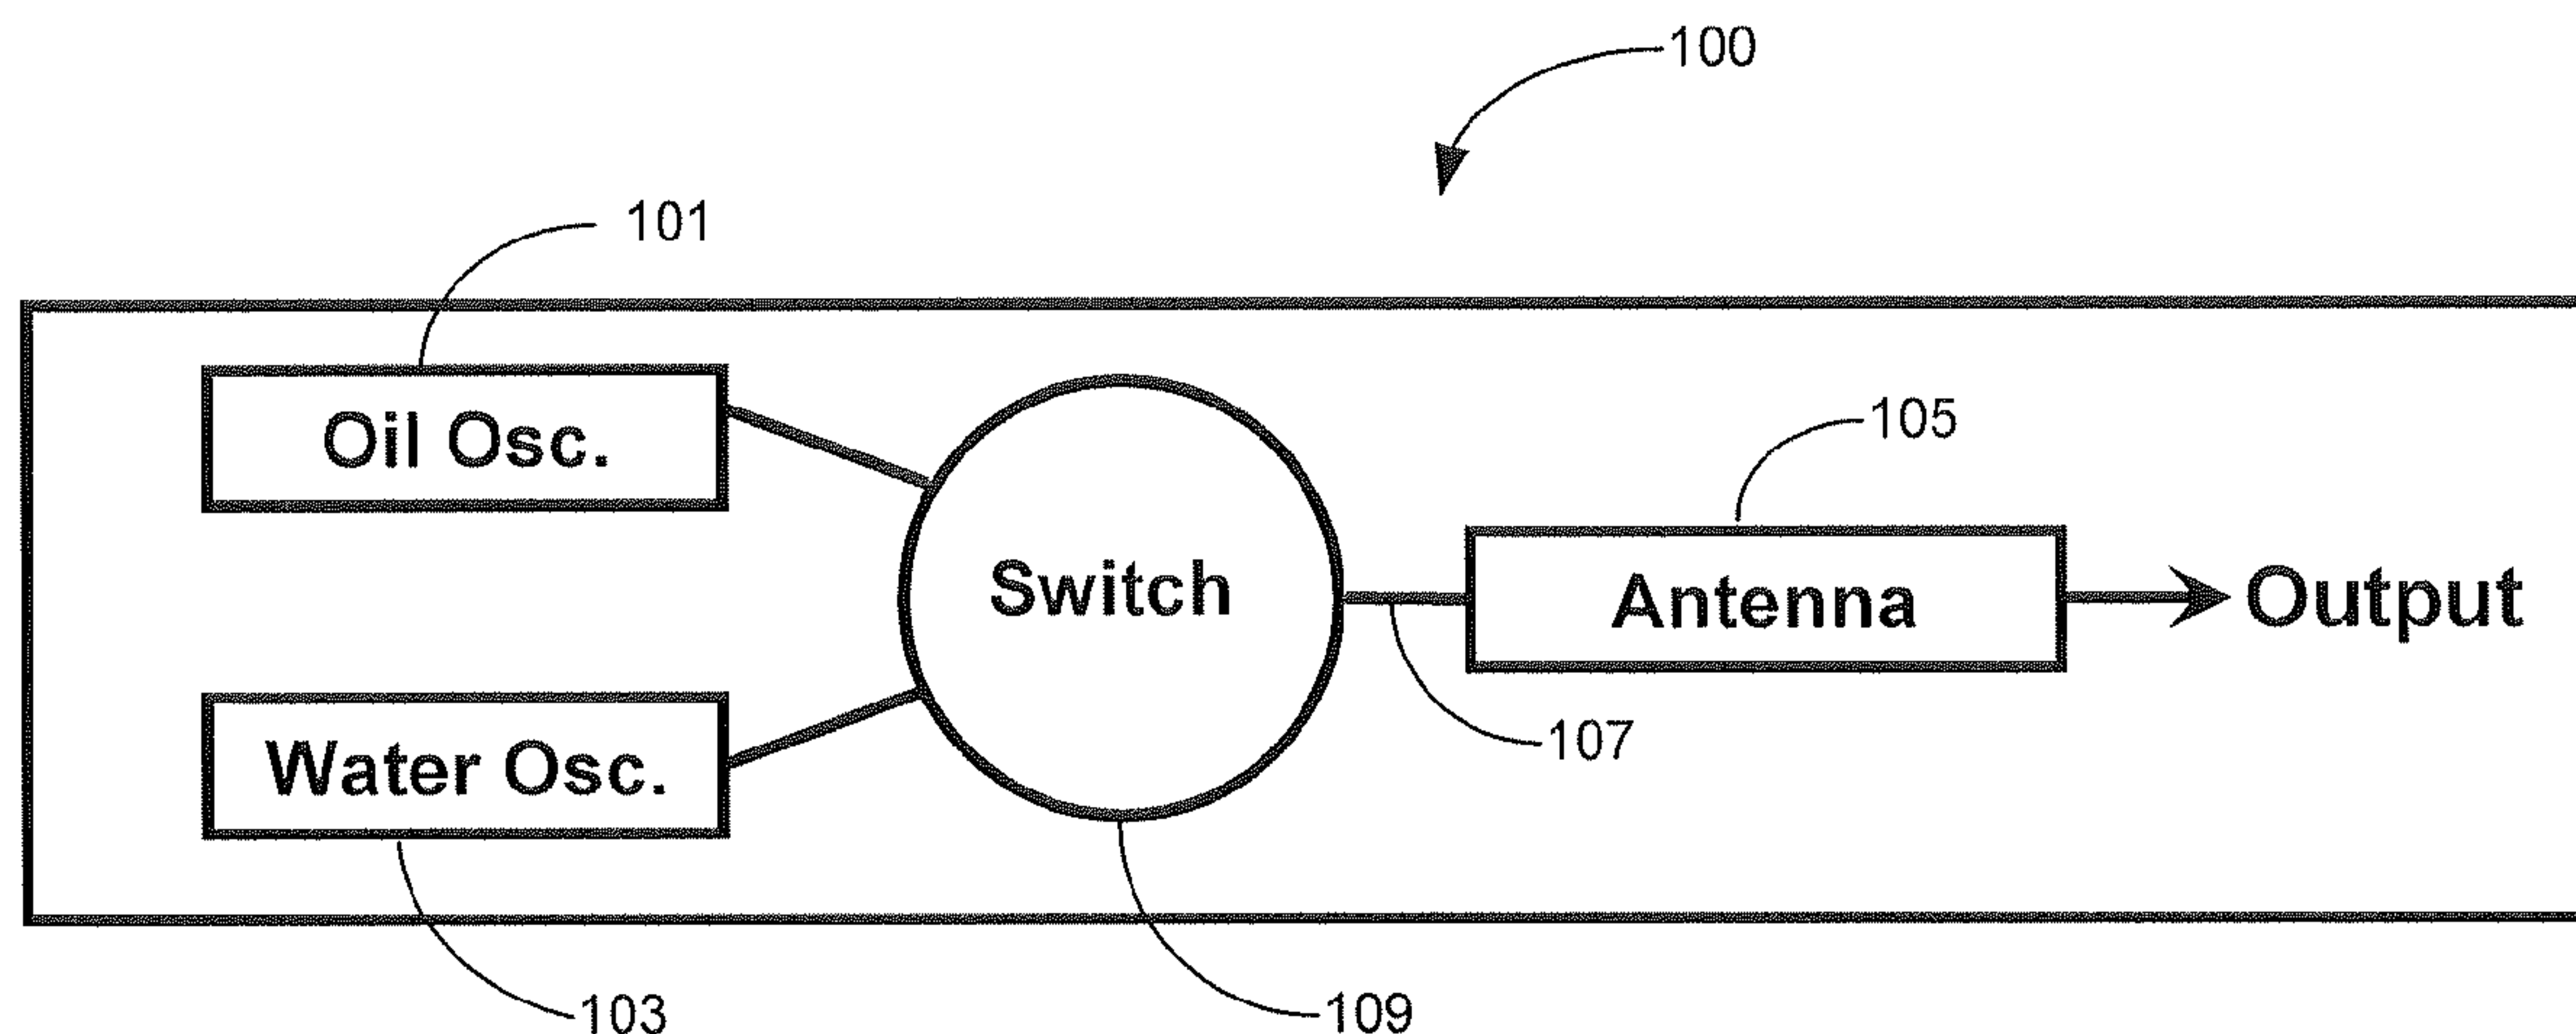 100
101
Oil Osc.
105
Switch
Antenna
Output
107
Water Osc.
103
109